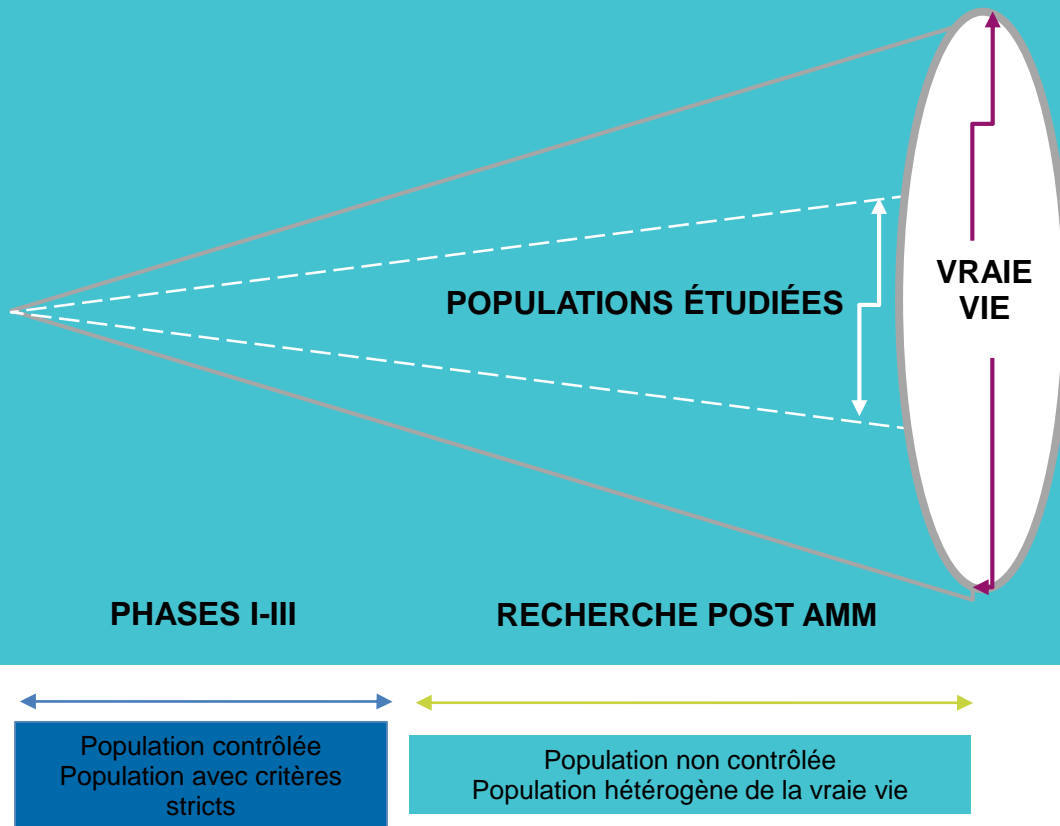 VRAIE
VIE
POPULATIONS ÉTUDIÉES
PHASES I-III
RECHERCHE POST AMM
Population contrôlée
Population avec critères
stricts
Population non contrôlée
Population hétérogène de la vraie vie